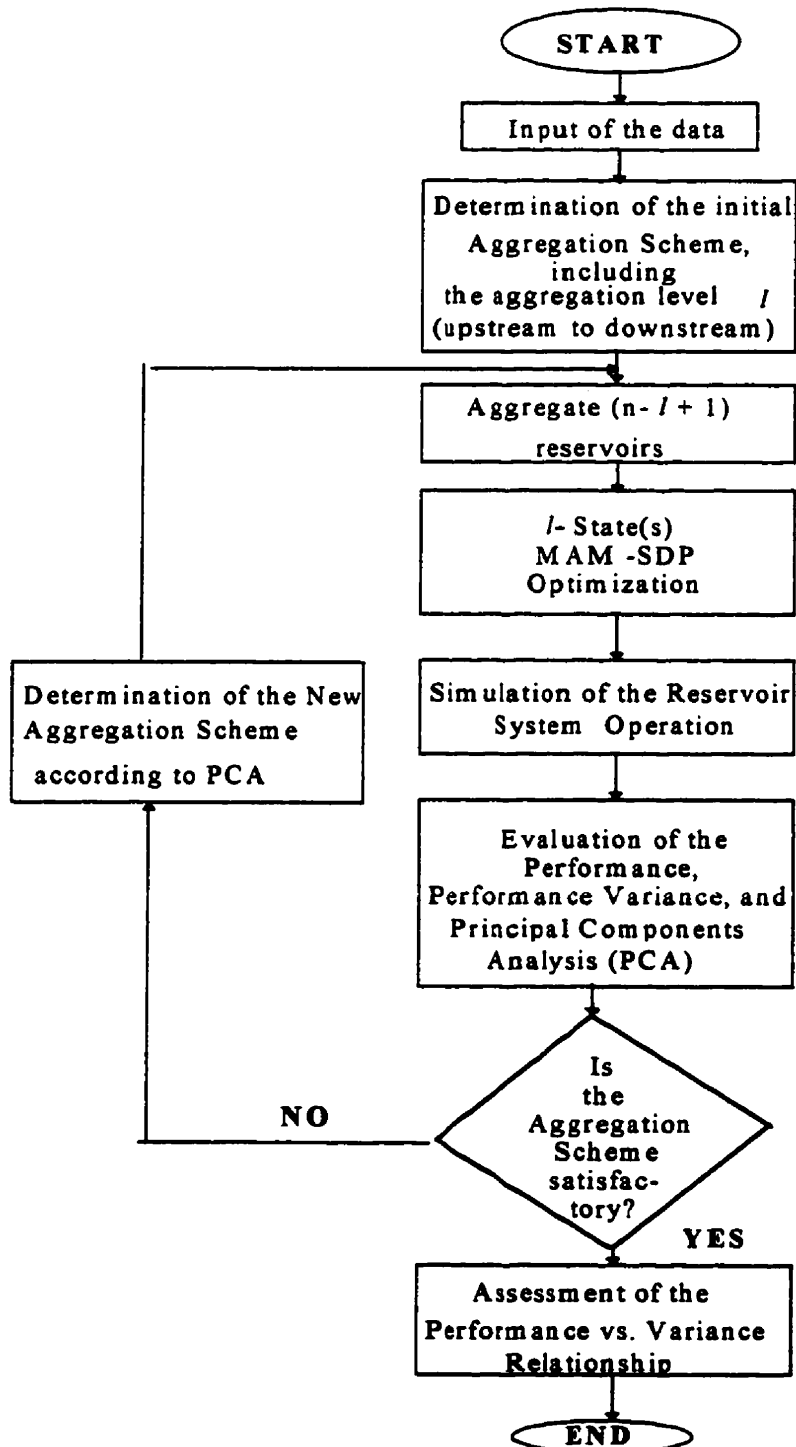 START
Input of the data
Determination of the initial
Aggregation Scheme,
including
the aggregation level l
(upstream to downstream)
Aggregate (n- l + 1)
reservoirs
l- State(s)
MAM -SDP
Optimization
Determination of the New
Aggregation Scheme
according to PCA
Simulation of the Reservoir
System Operation
Evaluation of the
Performance,
Performance Variance, and
Principal Components
Analysis (PCA)
Is
the
Aggregation
Scheme
satisfac-
tory?
NO
YES
Assessment of the
Performance vs. Variance
Relationship
END